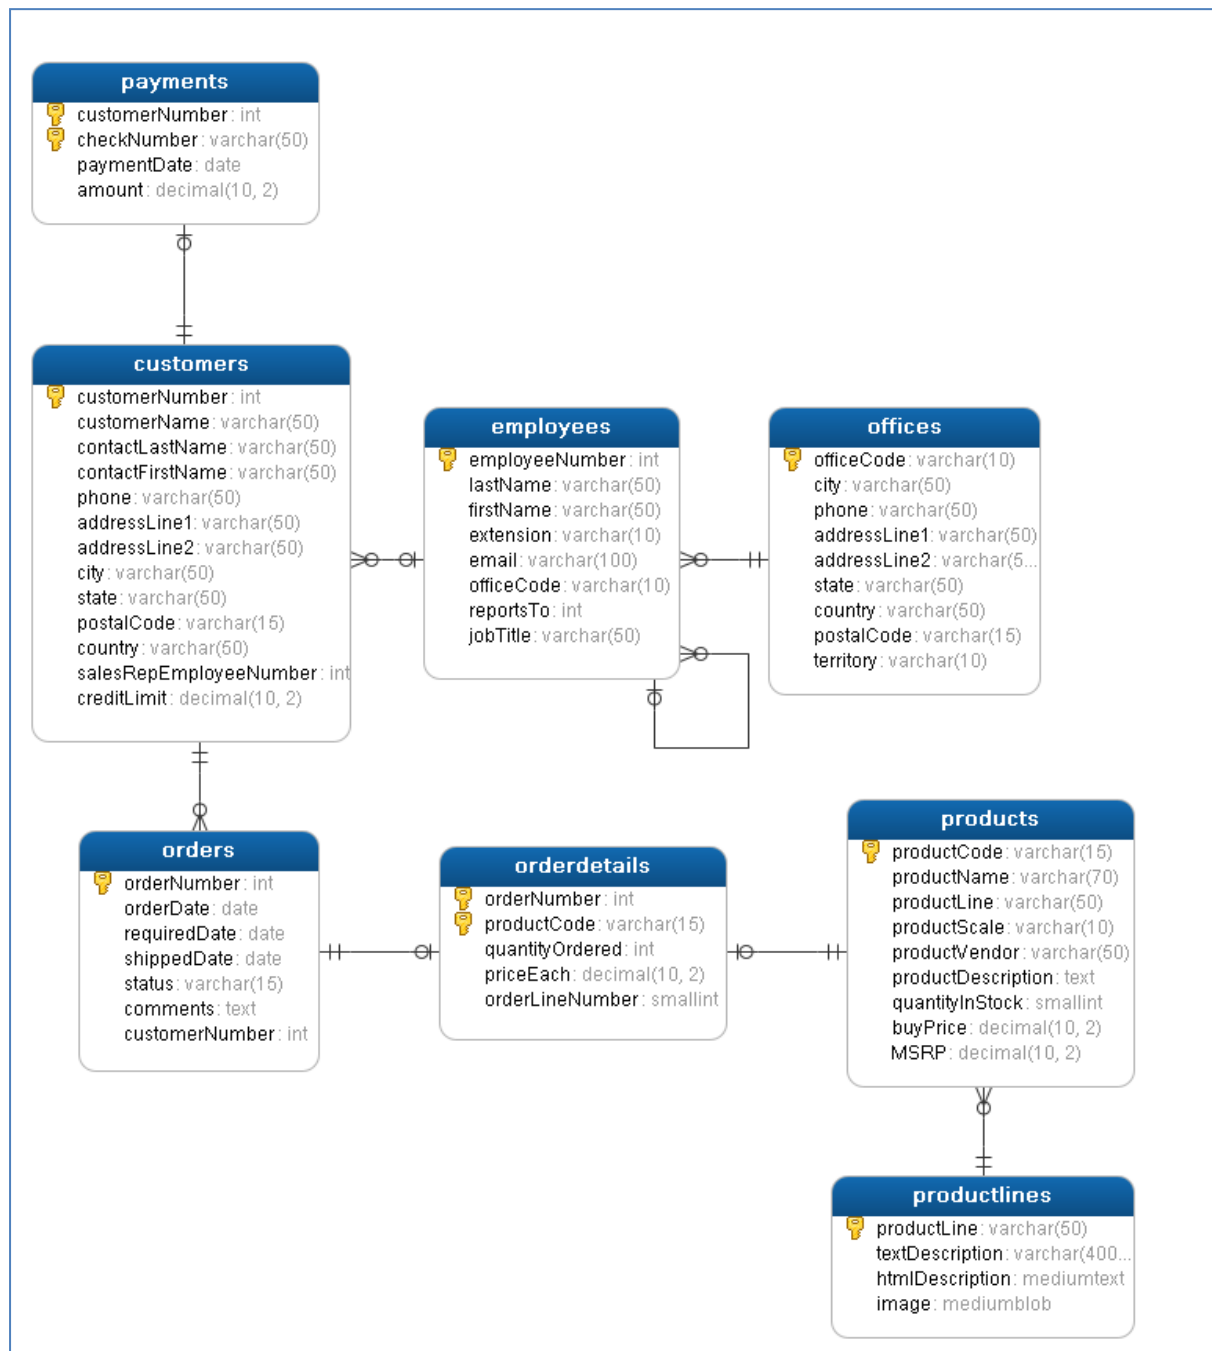 payments
customerNumber: int
checkNumber: varchar(50)
paymentDate: date
amount: decimal(10, 2)
customers
customerNumber: int
customerName: varchar(50)
contactLastName: varchar(50)
contactFirstName: varchar(50)
phone: varchar(50)
addressLine1: varchar(50)
addressLine2: varchar(50)
city: varchar(50)
state: varchar(50)
postalCode: varchar(15)
country: varchar(50)
salesRepEmployeeNumber: int
creditLimit: decimal(10, 2)
employees
employeeNumber: int
lastName: varchar(50)
firstName: varchar(50)
extension: varchar(10)
email: varchar(100)
officeCode: varchar(10)
reportsTo: int
jobTitle: varchar(50)
offices
officeCode: varchar(10)
city: varchar(50)
phone: varchar(50)
addressLine1: varchar(50)
addressLine2: varchar(5...
state: varchar(50)
country: varchar(50)
postalCode: varchar(15)
territory: varchar(10)
orders
orderNumber: int
orderDate: date
requiredDate: date
shippedDate: date
status: varchar(15)
comments: text
customerNumber: int
orderdetails
orderNumber: int
productCode: varchar(15)
quantityOrdered: int
priceEach: decimal(10, 2)
orderLineNumber: smallint
products
productCode: varchar(15)
productName: varchar(70)
productLine: varchar(50)
productScale: varchar(10)
productVendor: varchar(50)
productDescription: text
quantityInStock: smallint
buyPrice: decimal(10, 2)
MSRP: decimal(10, 2)
productlines
productLine: varchar(50)
textDescription: varchar(400...
htmlDescription: mediumtext
image: mediumblob